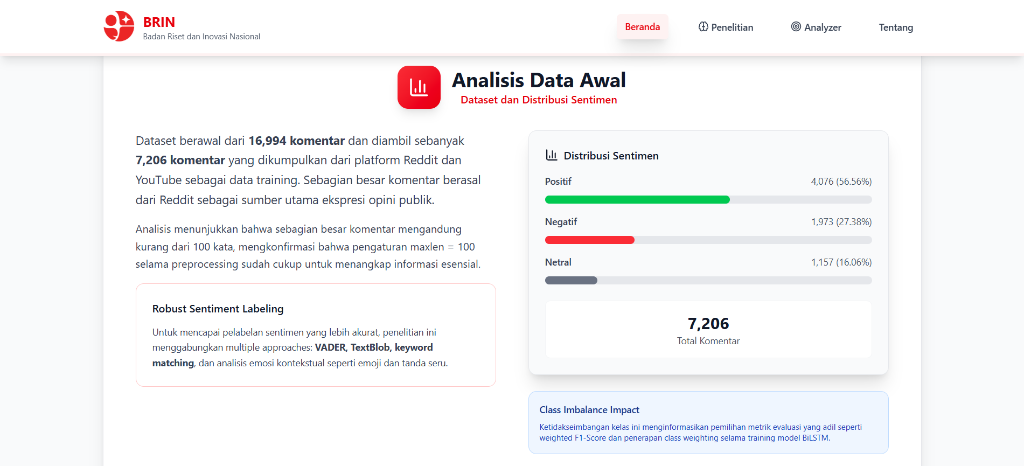 BRIN
Badan Riset dan Inovasi Nasional
Beranda
Penelitian
Analyzer
Tentang
Analisis Data Awal
Dataset dan Distribusi Sentimen
Dataset berawal dari 16,994 komentar dan diambil sebanyak
7,206 komentar yang dikumpulkan dari platform Reddit dan
YouTube sebagai data training. Sebagian besar komentar berasal
dari Reddit sebagai sumber utama ekspresi opini publik.
Analisis menunjukkan bahwa sebagian besar komentar mengandung
kurang dari 100 kata, mengkonfirmasi bahwa pengaturan maxlen = 100
selama preprocessing sudah cukup untuk menangkap informasi esensial.
Robust Sentiment Labeling
Untuk mencapai pelabelan sentimen yang lebih akurat, penelitian ini
menggabungkan multiple approaches: VADER, TextBlob, keyword
matching, dan analisis emosi kontekstual seperti emoji dan tanda seru.
Distribusi Sentimen
Positif 4,076 (56.56%)
Negatif 1,973 (27.38%)
Netral 1,157 (16.06%)
7,206
Total Komentar
Class Imbalance Impact
Ketidakseimbangan kelas ini menginformasikan pemilihan metrik evaluasi yang adil seperti
weighted F1-Score dan penerapan class weighting selama training model BiLSTM.